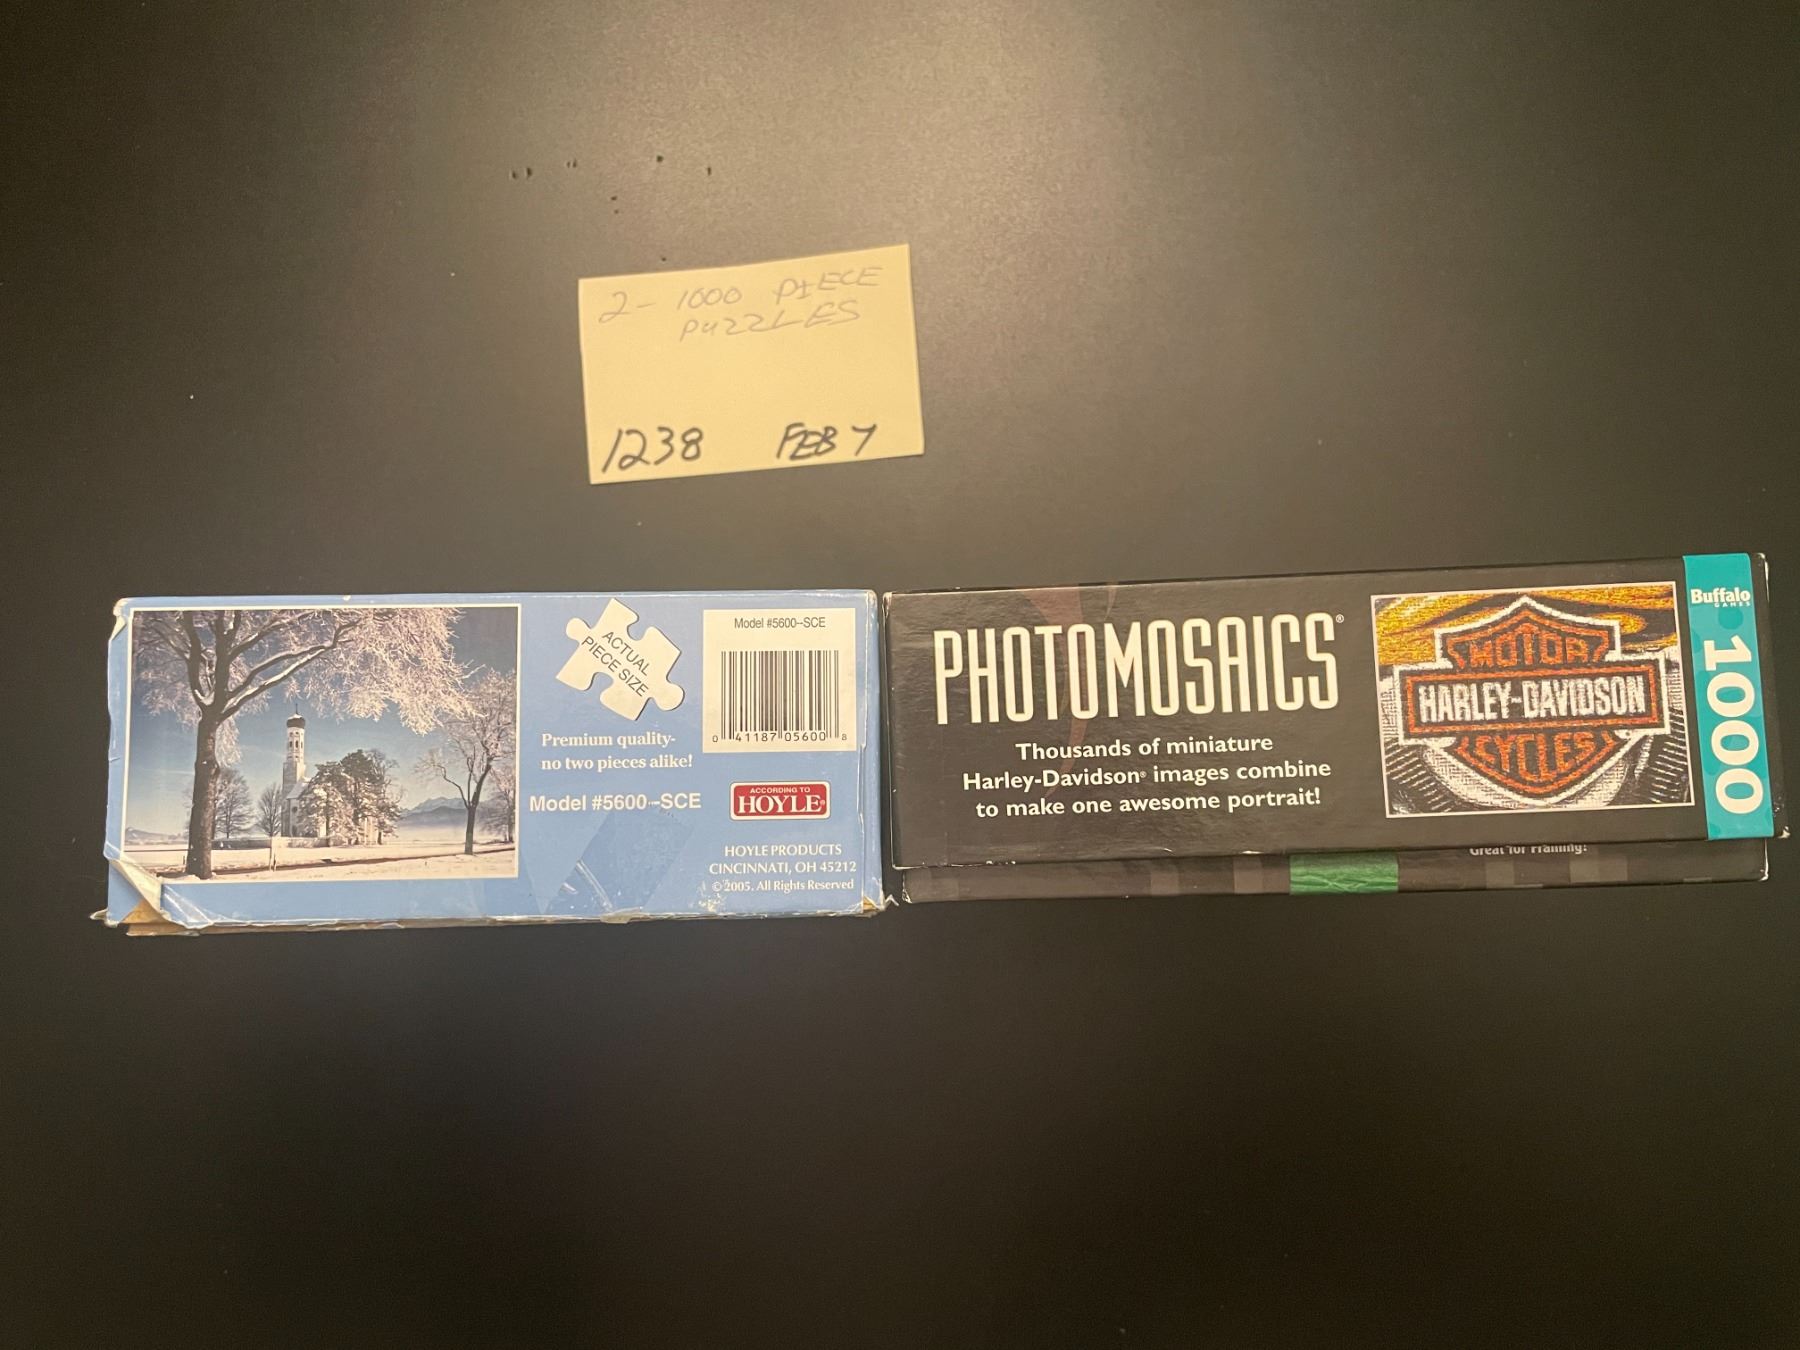 2- 1000 PIECE
PUZZLES
1238 FEB 7
ACTUAL
PIECE SIZE
Model #5600--SCE
0 41187 05600 8
Premium quality-
no two pieces alike!
Model #5600--SCE
ACCORDING TO
HOYLE®
HOYLE PRODUCTS
CINCINNATI, OH 45212
© 2005. All Rights Reserved
PHOTOMOSAICS®
Thousands of miniature
Harley-Davidson® images combine
to make one awesome portrait!
MOTOR
HARLEY-DAVIDSON
CYCLES
Buffalo
GAMES
1000
Great for Framing!